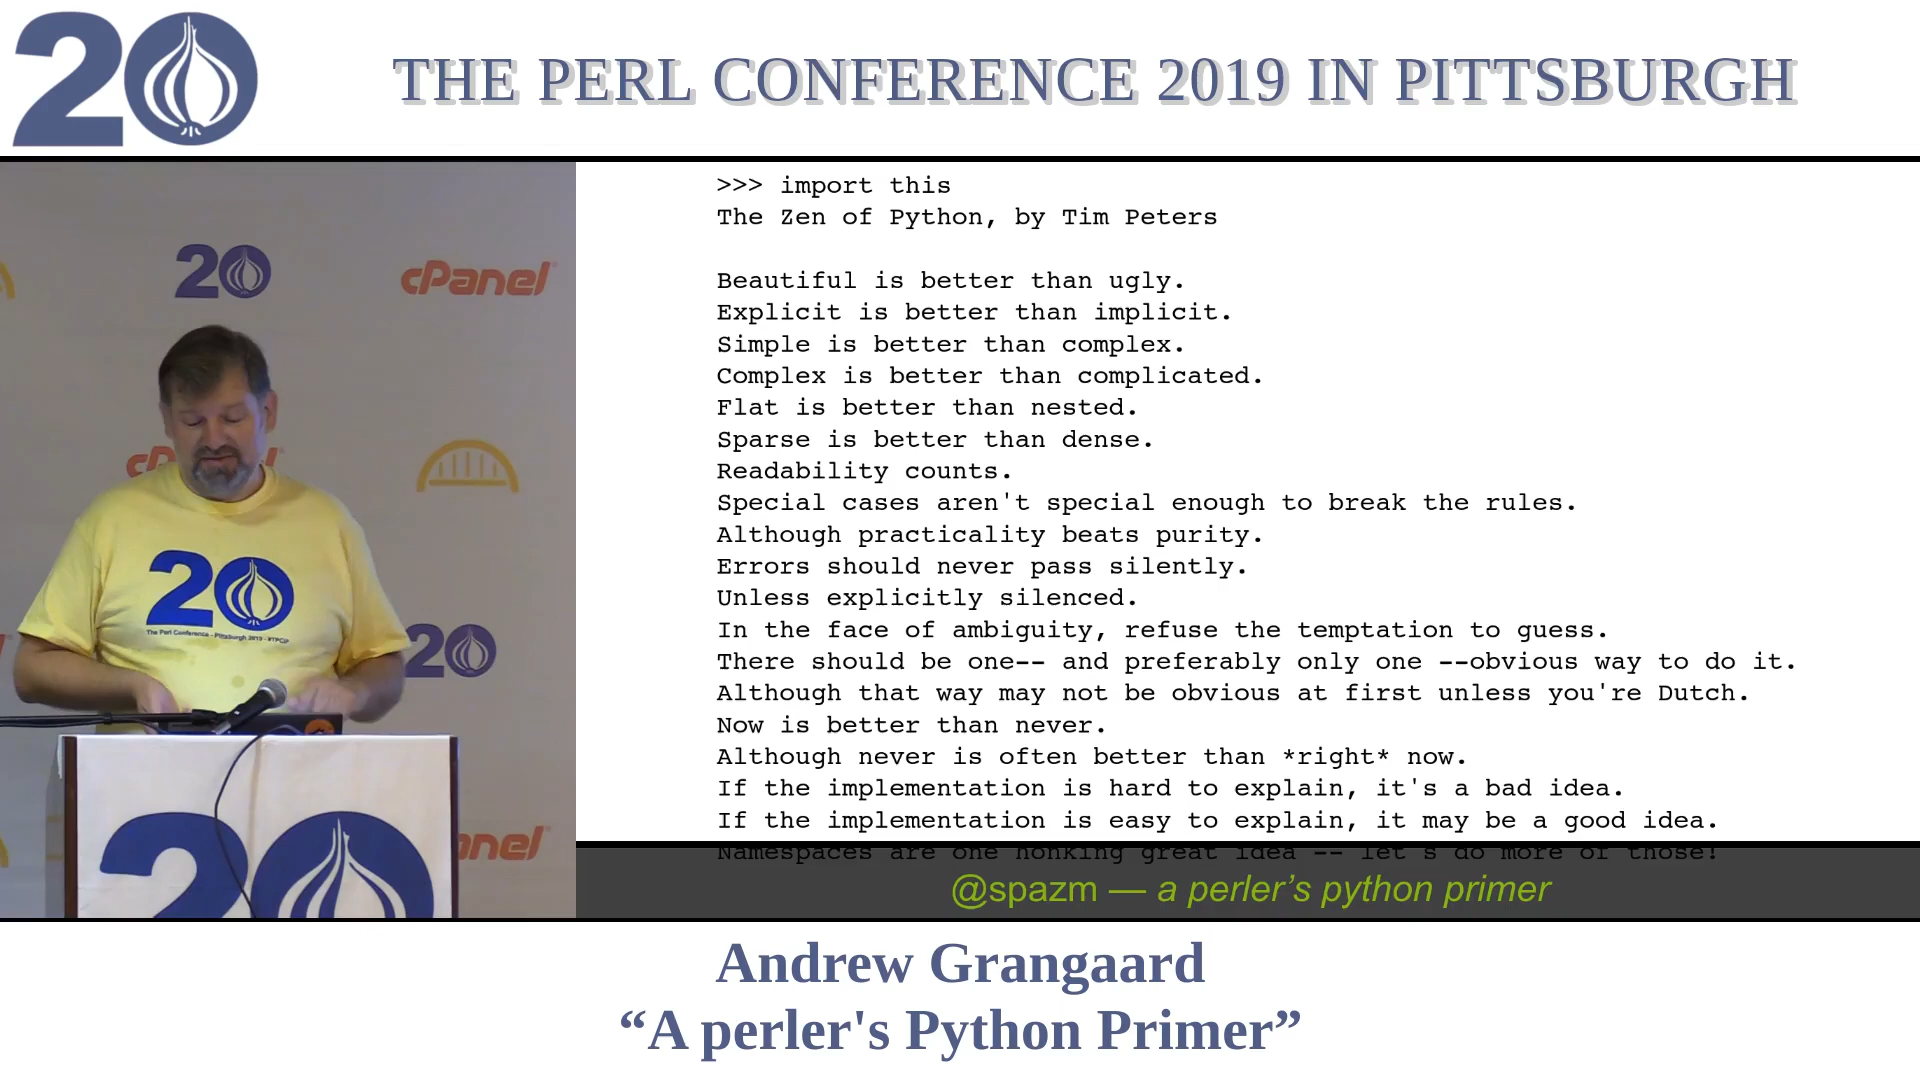 20
THE PERL CONFERENCE 2019 IN PITTSBURGH
20
cPanel
20
The Perl Conference - Pittsburgh 2019 - #TPCiP
20
20
anel
>>> import this
The Zen of Python, by Tim Peters
Beautiful is better than ugly.
Explicit is better than implicit.
Simple is better than complex.
Complex is better than complicated.
Flat is better than nested.
Sparse is better than dense.
Readability counts.
Special cases aren't special enough to break the rules.
Although practicality beats purity.
Errors should never pass silently.
Unless explicitly silenced.
In the face of ambiguity, refuse the temptation to guess.
There should be one-- and preferably only one --obvious way to do it.
Although that way may not be obvious at first unless you're Dutch.
Now is better than never.
Although never is often better than *right* now.
If the implementation is hard to explain, it's a bad idea.
If the implementation is easy to explain, it may be a good idea.
Namespaces are one honking great idea -- let's do more of those!
@spazm — a perler’s python primer
Andrew Grangaard
“A perler's Python Primer”